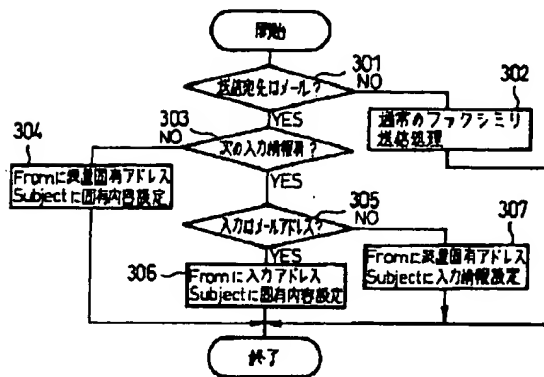 開始
301
送信宛先はメール?
NO
302
YES
通常のファクシミリ
送信処理
303
NO
次の入力情報有?
304
YES
Fromに装置固有アドレス
Subjectに固有内容設定
305
入力はメールアドレス?
NO
307
YES
306
Fromに入力アドレス
Subjectに固有内容設定
Fromに装置固有アドレス
Subjectに入力情報設定
終了